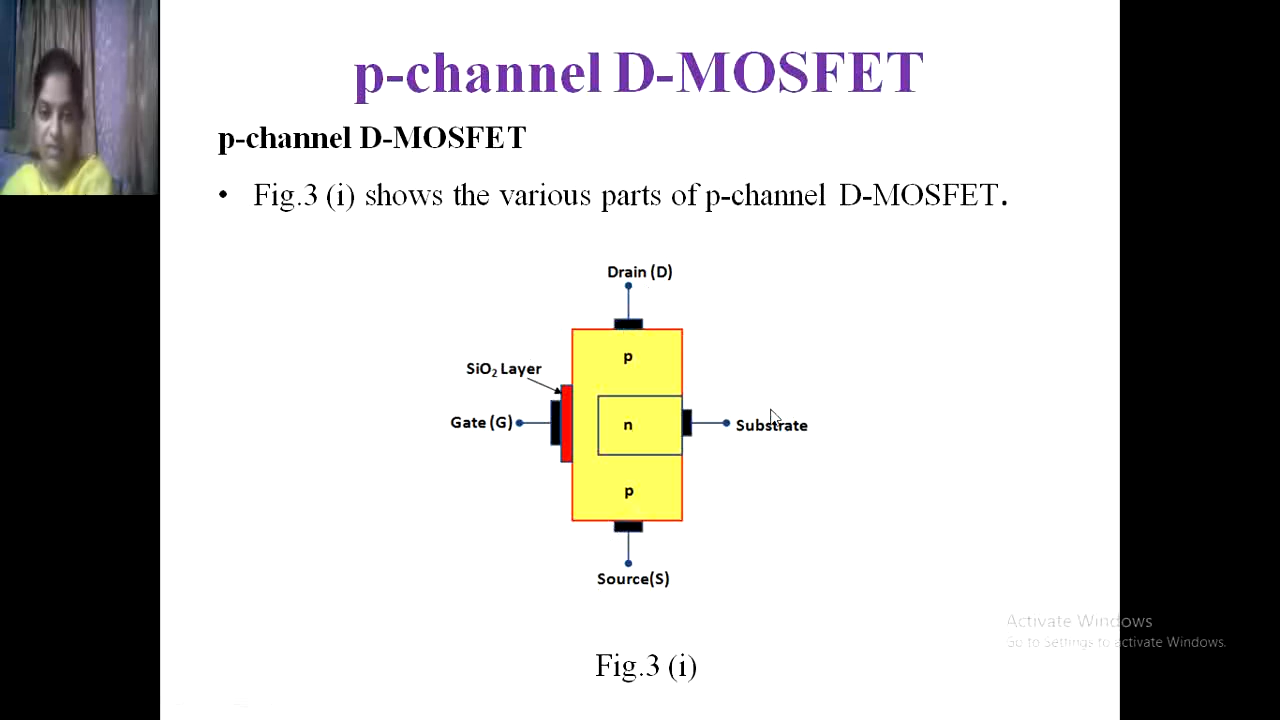 p-channel D-MOSFET
p-channel D-MOSFET
• Fig.3 (i) shows the various parts of p-channel D-MOSFET.
Drain (D)
p
SiO₂ Layer
Gate (G)
n
Substrate
p
Source(S)
Activate Windows
Go to Settings to activate Windows.
Fig.3 (i)